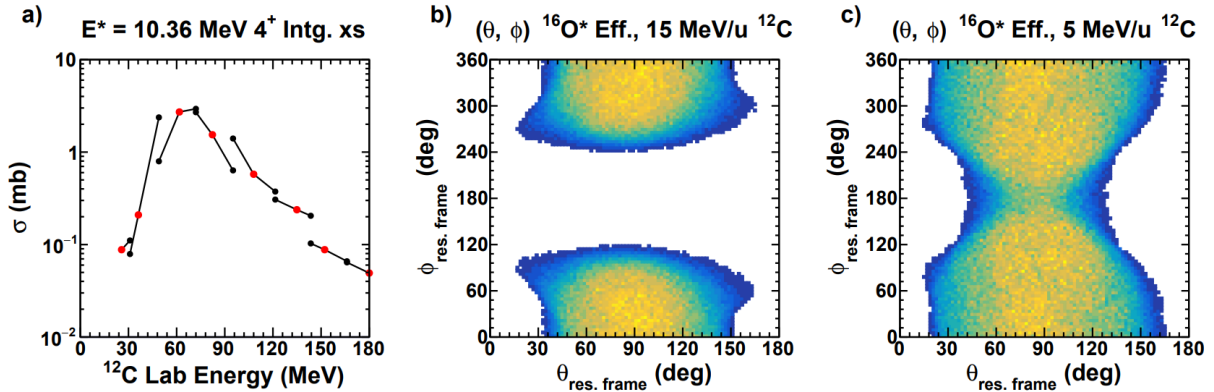 a)
E* = 10.36 MeV 4⁺ Intg. xs
10
1
10⁻¹
10⁻²
σ (mb)
0 30 60 90 120 150 180
¹²C Lab Energy (MeV)
b)
(θ, ϕ) ¹⁶O* Eff., 15 MeV/u ¹²C
360
300
240
180
120
60
0
ϕres. frame (deg)
0 30 60 90 120 150 180
θres. frame (deg)
c)
(θ, ϕ) ¹⁶O* Eff., 5 MeV/u ¹²C
360
300
240
180
120
60
0
ϕres. frame (deg)
0 30 60 90 120 150 180
θres. frame (deg)